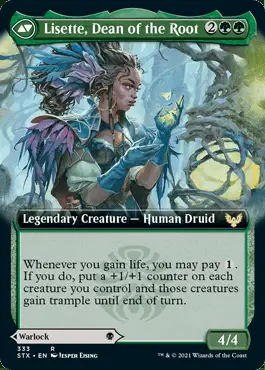 Lisette, Dean of the Root 2
Legendary Creature — Human Druid
Whenever you gain life, you may pay 1.
If you do, put a +1/+1 counter on each
creature you control and those creatures
gain trample until end of turn.
Warlock
4/4
333 R
STX • EN Jesper Ejsing
™ & © 2021 Wizards of the Coast